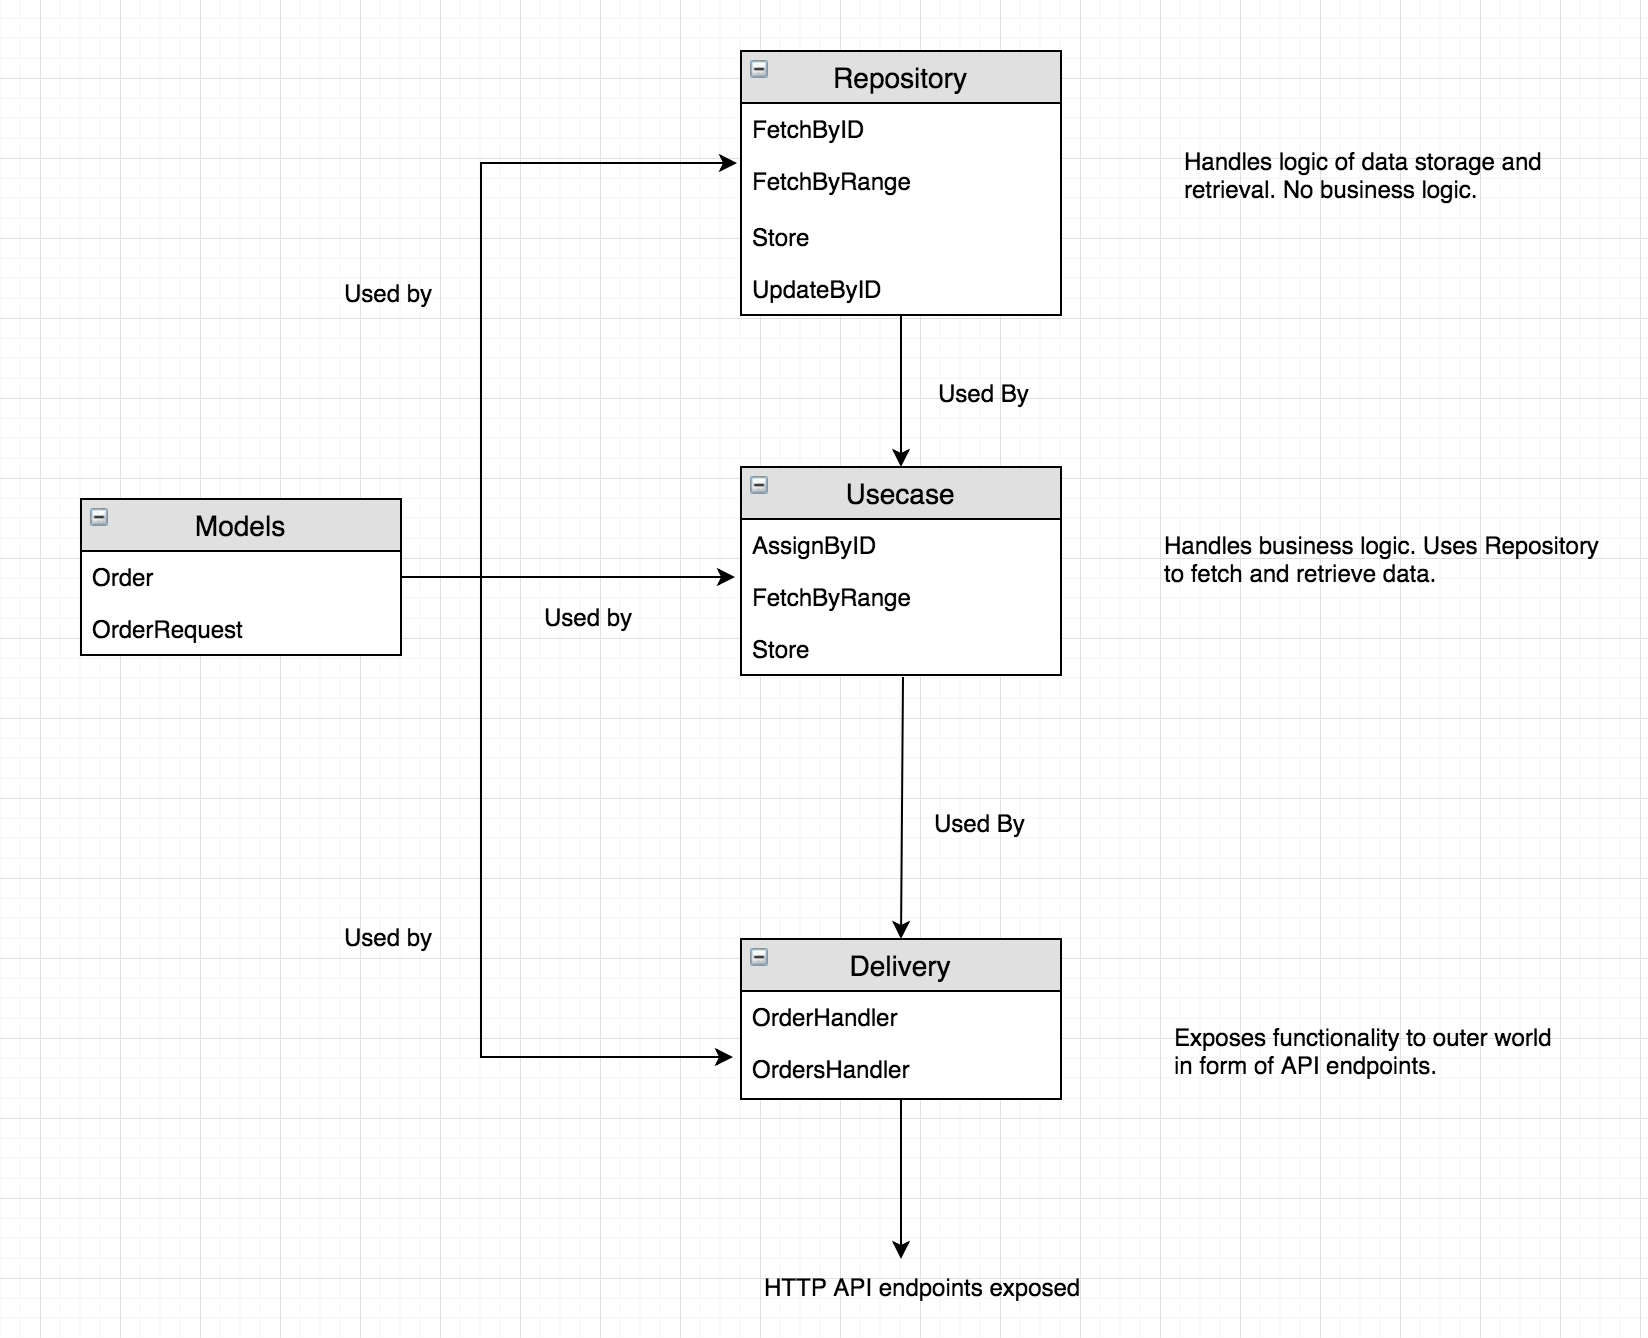 Repository
FetchByID
FetchByRange
Store
UpdateByID
Handles logic of data storage and
retrieval. No business logic.
Used by
Used By
Models
Order
OrderRequest
Used by
Usecase
AssignByID
FetchByRange
Store
Handles business logic. Uses Repository
to fetch and retrieve data.
Used By
Used by
Delivery
OrderHandler
OrdersHandler
Exposes functionality to outer world
in form of API endpoints.
HTTP API endpoints exposed